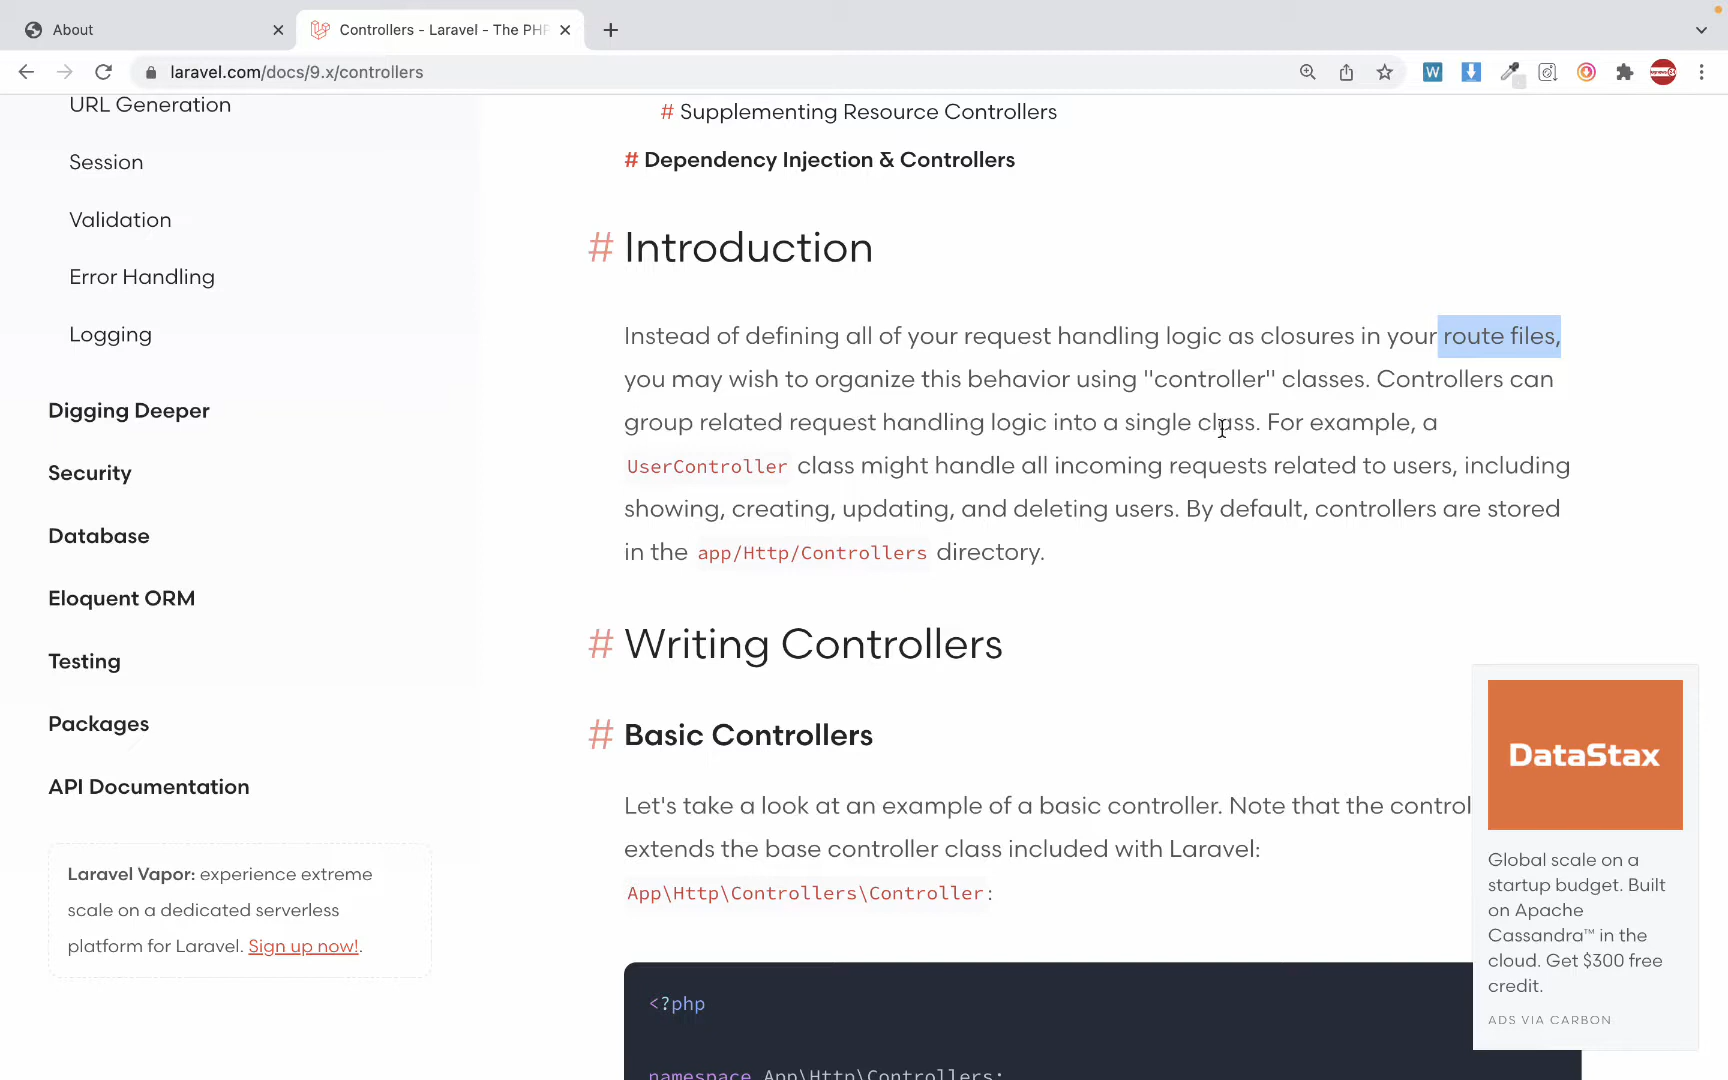 About
Controllers - Laravel - The PHP
laravel.com/docs/9.x/controllers
URL Generation
Session
Validation
Error Handling
Logging
Digging Deeper
Security
Database
Eloquent ORM
Testing
Packages
API Documentation
Laravel Vapor: experience extreme
scale on a dedicated serverless
platform for Laravel. Sign up now!.
# Supplementing Resource Controllers
# Dependency Injection & Controllers
# Introduction
Instead of defining all of your request handling logic as closures in your route files,
you may wish to organize this behavior using "controller" classes. Controllers can
group related request handling logic into a single class. For example, a
UserController class might handle all incoming requests related to users, including
showing, creating, updating, and deleting users. By default, controllers are stored
in the app/Http/Controllers directory.
# Writing Controllers
# Basic Controllers
Let's take a look at an example of a basic controller. Note that the control
extends the base controller class included with Laravel:
App\Http\Controllers\Controller:
<?php
namespace App\Http\Controllers;
DataStax
Global scale on a
startup budget. Built
on Apache
Cassandra™ in the
cloud. Get $300 free
credit.
ADS VIA CARBON